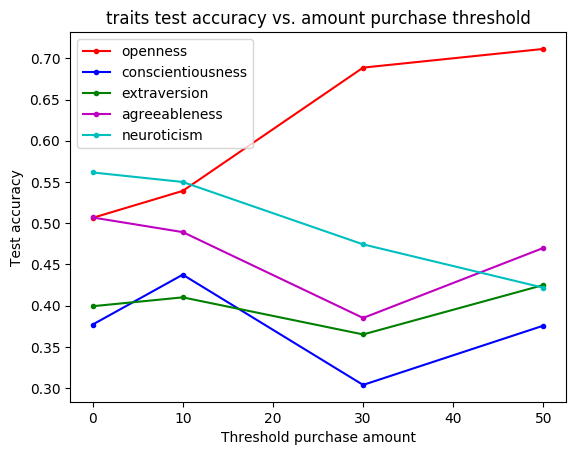 traits test accuracy vs. amount purchase threshold
openness
conscientiousness
extraversion
agreeableness
neuroticism
Test accuracy
0.70
0.65
0.60
0.55
0.50
0.45
0.40
0.35
0.30
0 10 20 30 40 50
Threshold purchase amount